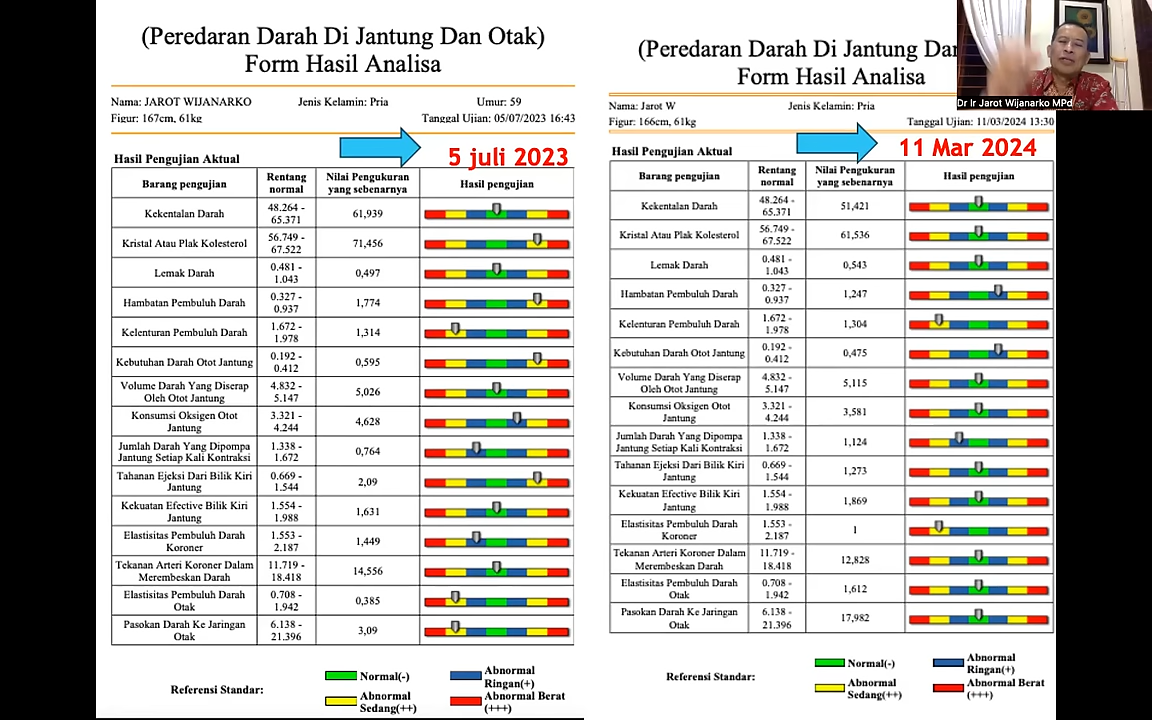 (Peredaran Darah Di Jantung Dan Otak)
Form Hasil Analisa
Nama: JAROT WIJANARKO Jenis Kelamin: Pria Umur: 59
Figur: 167cm, 61kg Tanggal Ujian: 05/07/2023 16:43
5 juli 2023
Hasil Pengujian Aktual
Barang pengujian Rentang normal Nilai Pengukuran yang sebenarnya Hasil pengujian
Kekentalan Darah 48.264 - 65.371 61,939
Kristal Atau Plak Kolesterol 56.749 - 67.522 71,456
Lemak Darah 0.481 - 1.043 0,497
Hambatan Pembuluh Darah 0.327 - 0.937 1,774
Kelenturan Pembuluh Darah 1.672 - 1.978 1,314
Kebutuhan Darah Otot Jantung 0.192 - 0.412 0,595
Volume Darah Yang Diserap Oleh Otot Jantung 4.832 - 5.147 5,026
Konsumsi Oksigen Otot Jantung 3.321 - 4.244 4,628
Jumlah Darah Yang Dipompa Jantung Setiap Kali Kontraksi 1.338 - 1.672 0,764
Tahanan Ejeksi Dari Bilik Kiri Jantung 0.669 - 1.544 2,09
Kekuatan Efective Bilik Kiri Jantung 1.554 - 1.988 1,631
Elastisitas Pembuluh Darah Koroner 1.553 - 2.187 1,449
Tekanan Arteri Koroner Dalam Merembeskan Darah 11.719 - 18.418 14,556
Elastisitas Pembuluh Darah Otak 0.708 - 1.942 0,385
Pasokan Darah Ke Jaringan Otak 6.138 - 21.396 3,09
Referensi Standar:
Normal(-) Abnormal Ringan(+)
Abnormal Sedang(++) Abnormal Berat (+++)
(Peredaran Darah Di Jantung
Form Hasil Analisa
Dr Ir Jarot Wijanarko MPd
Nama: Jarot W Jenis Kelamin: Pria
Figur: 166cm, 61kg Tanggal Ujian: 11/03/2024 13:30
11 Mar 2024
Hasil Pengujian Aktual
Barang pengujian Rentang normal Nilai Pengukuran yang sebenarnya Hasil pengujian
Kekentalan Darah 48.264 - 65.371 51,421
Kristal Atau Plak Kolesterol 56.749 - 67.522 61,536
Lemak Darah 0.481 - 1.043 0,543
Hambatan Pembuluh Darah 0.327 - 0.937 1,247
Kelenturan Pembuluh Darah 1.672 - 1.978 1,304
Kebutuhan Darah Otot Jantung 0.192 - 0.412 0,475
Volume Darah Yang Diserap Oleh Otot Jantung 4.832 - 5.147 5,115
Konsumsi Oksigen Otot Jantung 3.321 - 4.244 3,581
Jumlah Darah Yang Dipompa Jantung Setiap Kali Kontraksi 1.338 - 1.672 1,124
Tahanan Ejeksi Dari Bilik Kiri Jantung 0.669 - 1.544 1,273
Kekuatan Efective Bilik Kiri Jantung 1.554 - 1.988 1,869
Elastisitas Pembuluh Darah Koroner 1.553 - 2.187 1
Tekanan Arteri Koroner Dalam Merembeskan Darah 11.719 - 18.418 12,828
Elastisitas Pembuluh Darah Otak 0.708 - 1.942 1,612
Pasokan Darah Ke Jaringan Otak 6.138 - 21.396 17,982
Referensi Standar:
Normal(-) Abnormal Ringan(+)
Abnormal Sedang(++) Abnormal Berat (+++)